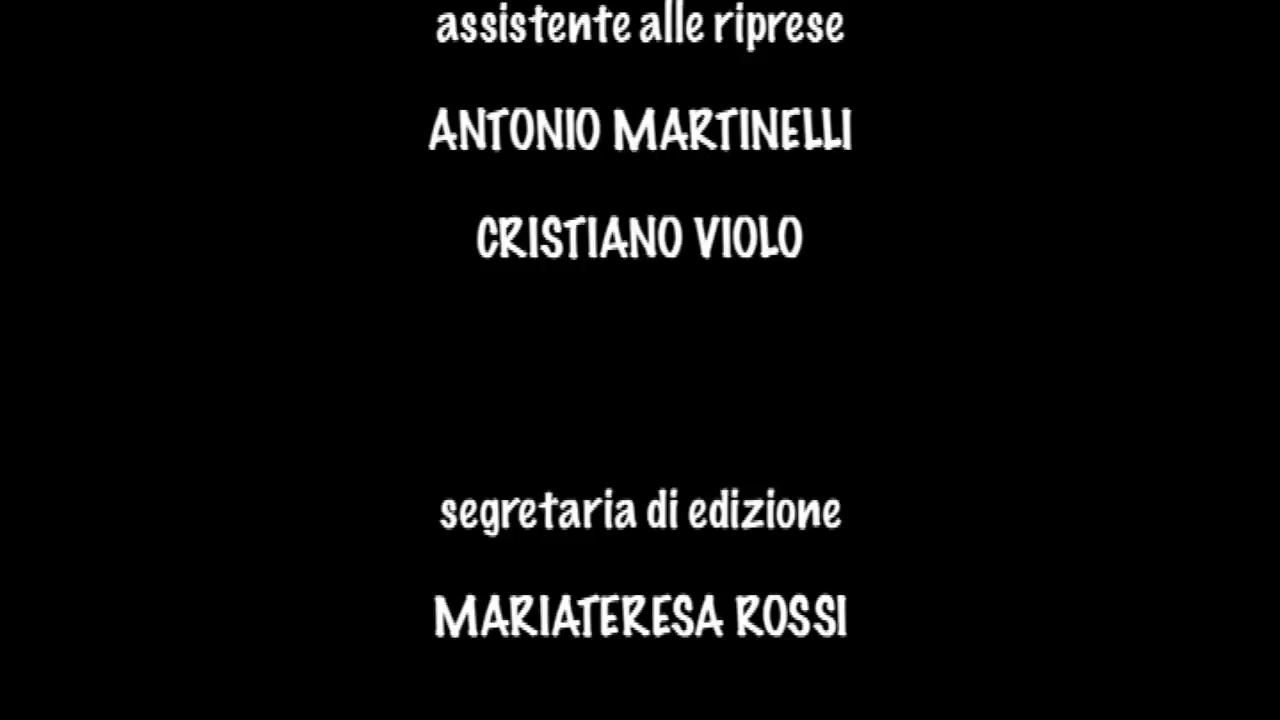 assistente alle riprese
ANTONIO MARTINELLI
CRISTIANO VIOLO
segretaria di edizione
MARIATERESA ROSSI